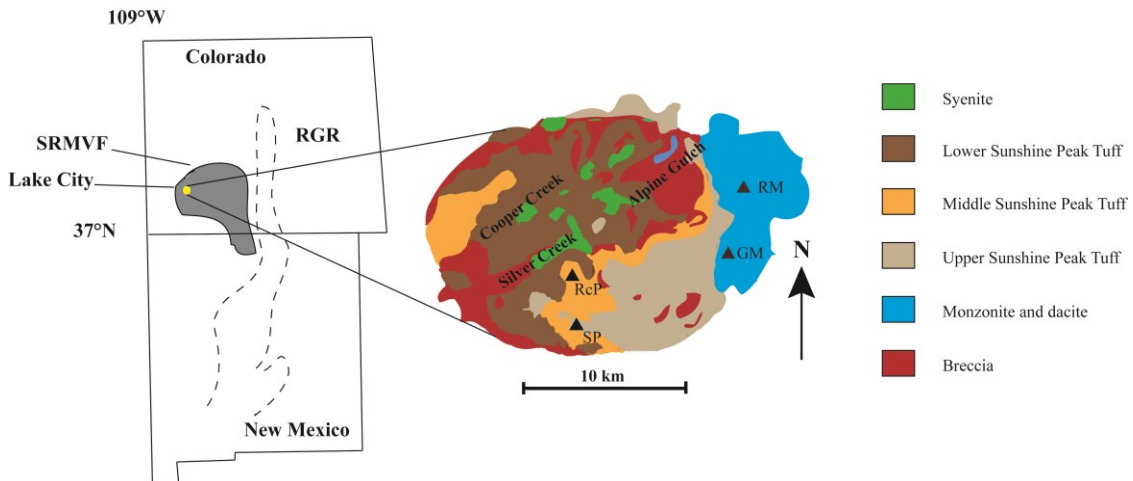 109°W
Colorado
RGR
SRMVF
Lake City
37°N
New Mexico
Cooper Creek
Alpine Gulch
Silver Creek
RM
GM
RcP
SP
N
10 km
Syenite
Lower Sunshine Peak Tuff
Middle Sunshine Peak Tuff
Upper Sunshine Peak Tuff
Monzonite and dacite
Breccia